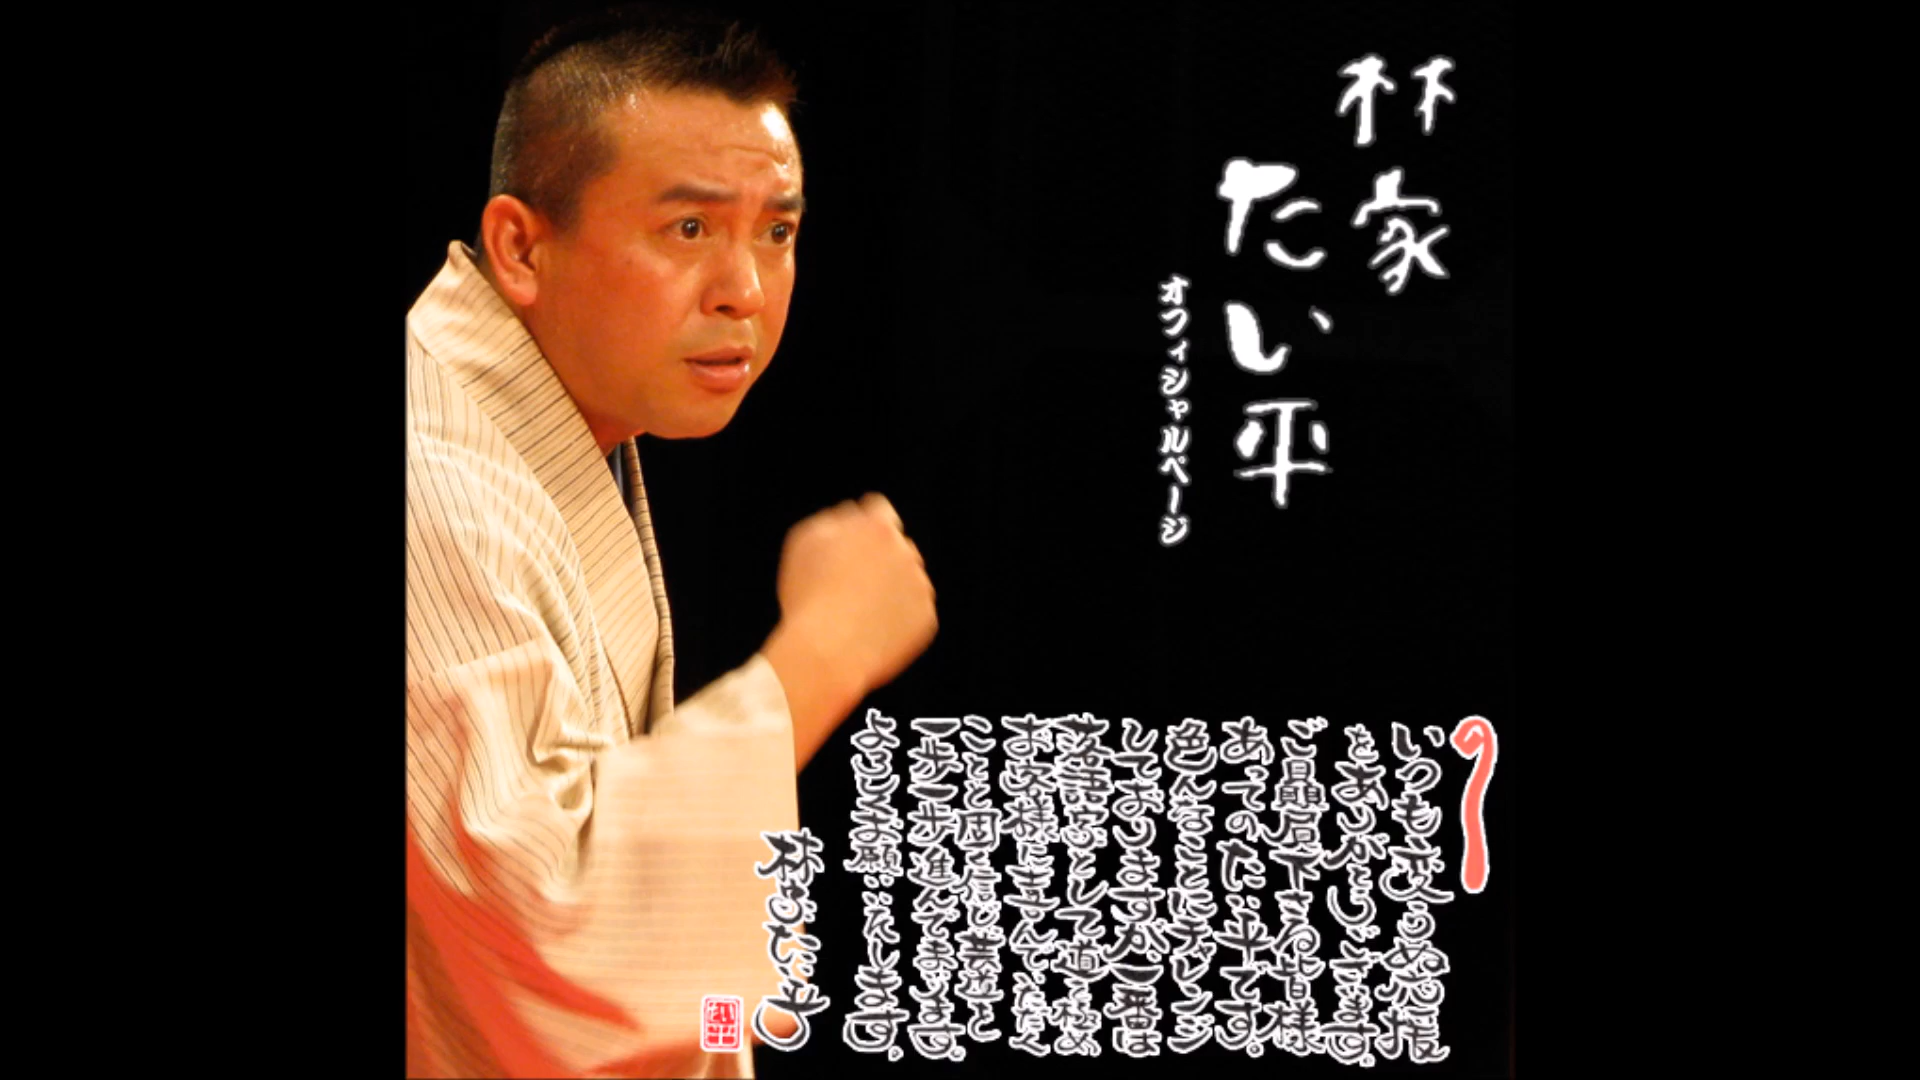 林家
たい平
オフィシャルページ
いつも変らぬ応援
をありがとうございます。
ご贔屓下さる皆様
あってのたい平です。
色んなことにチャレンジ
しておりますが、一番は
落語家として道を極め
お客様に喜んでいただく
ことと固く信じ芸道を
一歩一歩進んでまいります。
よろしくお願いいたします。
林家たい平
たい平